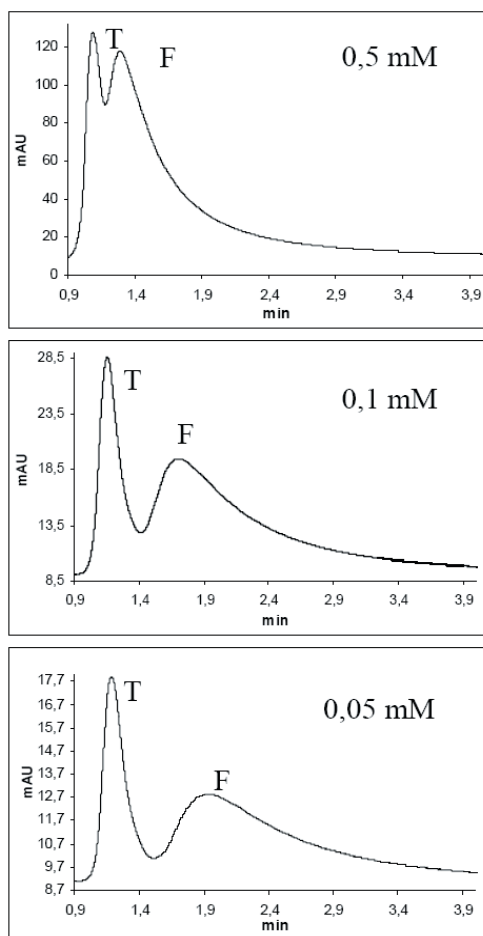 T F 0,5 mM
120
100
80
60
40
20
0
mAU
0,9 1,4 1,9 2,4 2,9 3,4 3,9
min
T F 0,1 mM
28,5
23,5
18,5
13,5
8,5
mAU
0,9 1,4 1,9 2,4 2,9 3,4 3,9
min
T F 0,05 mM
17,7
16,7
15,7
14,7
13,7
12,7
11,7
10,7
9,7
8,7
mAU
0,9 1,4 1,9 2,4 2,9 3,4 3,9
min